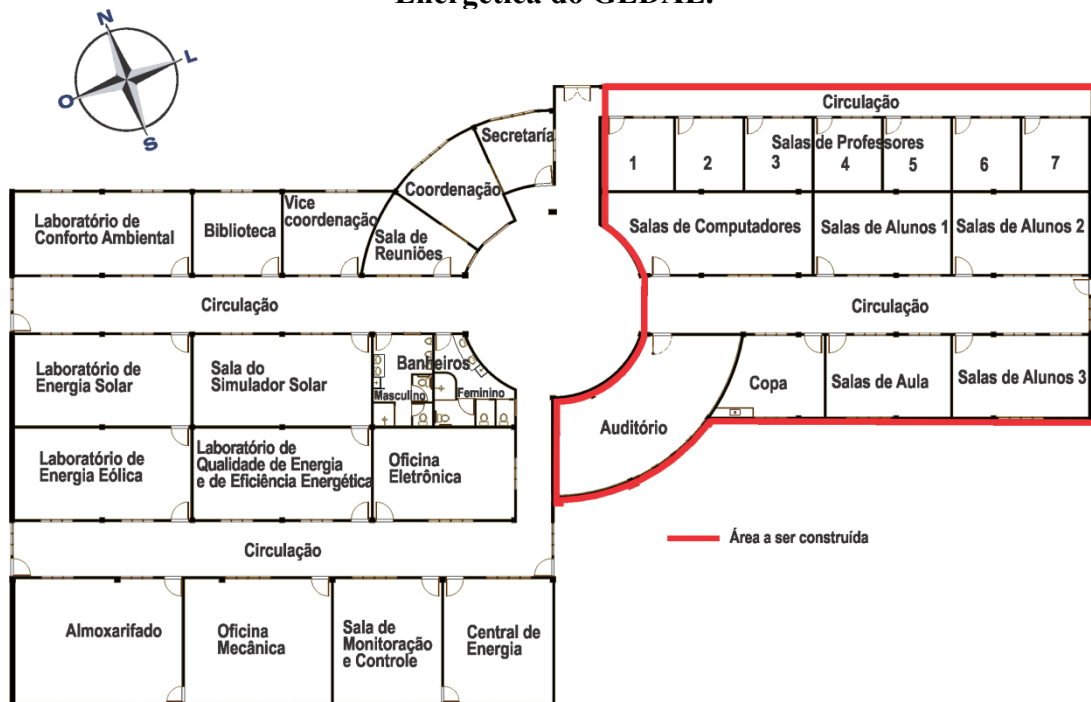 Energética do GEDAE.
N
L
O
S
Circulação
Secretaría
Salas de Professores
1
2
3
4
5
6
7
Coordenação
Vice
coordenação
Laboratório de
Conforto Ambiental
Biblioteca
Sala de
Reuniões
Salas de Computadores
Salas de Alunos 1
Salas de Alunos 2
Circulação
Circulação
Laboratório de
Energia Solar
Sala do
Simulador Solar
Banheiros
Masculino
Feminino
Copa
Salas de Aula
Salas de Alunos 3
Auditório
Laboratório de
Energia Eólica
Laboratório de
Qualidade de Energia
e de Eficiência Energética
Oficina
Eletrônica
Área a ser construída
Circulação
Almoxarifado
Oficina
Mecânica
Sala de
Monitoração
e Controle
Central de
Energia